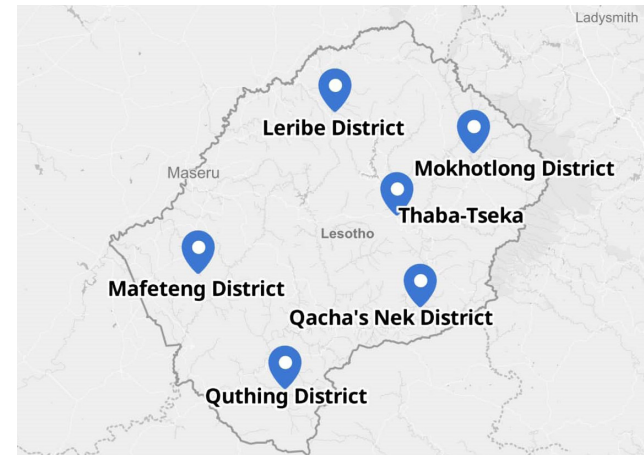 Ladysmith
Leribe District
Mokhotlong District
Maseru
Thaba-Tseka
Lesotho
Mafeteng District
Qacha's Nek District
Quthing District